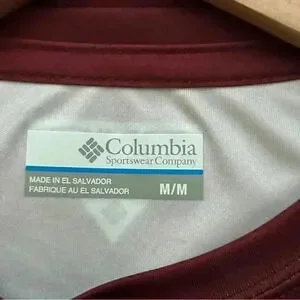 Columbia
Sportswear Company
MADE IN EL SALVADOR
FABRIQUE AU EL SALVADOR
M/M